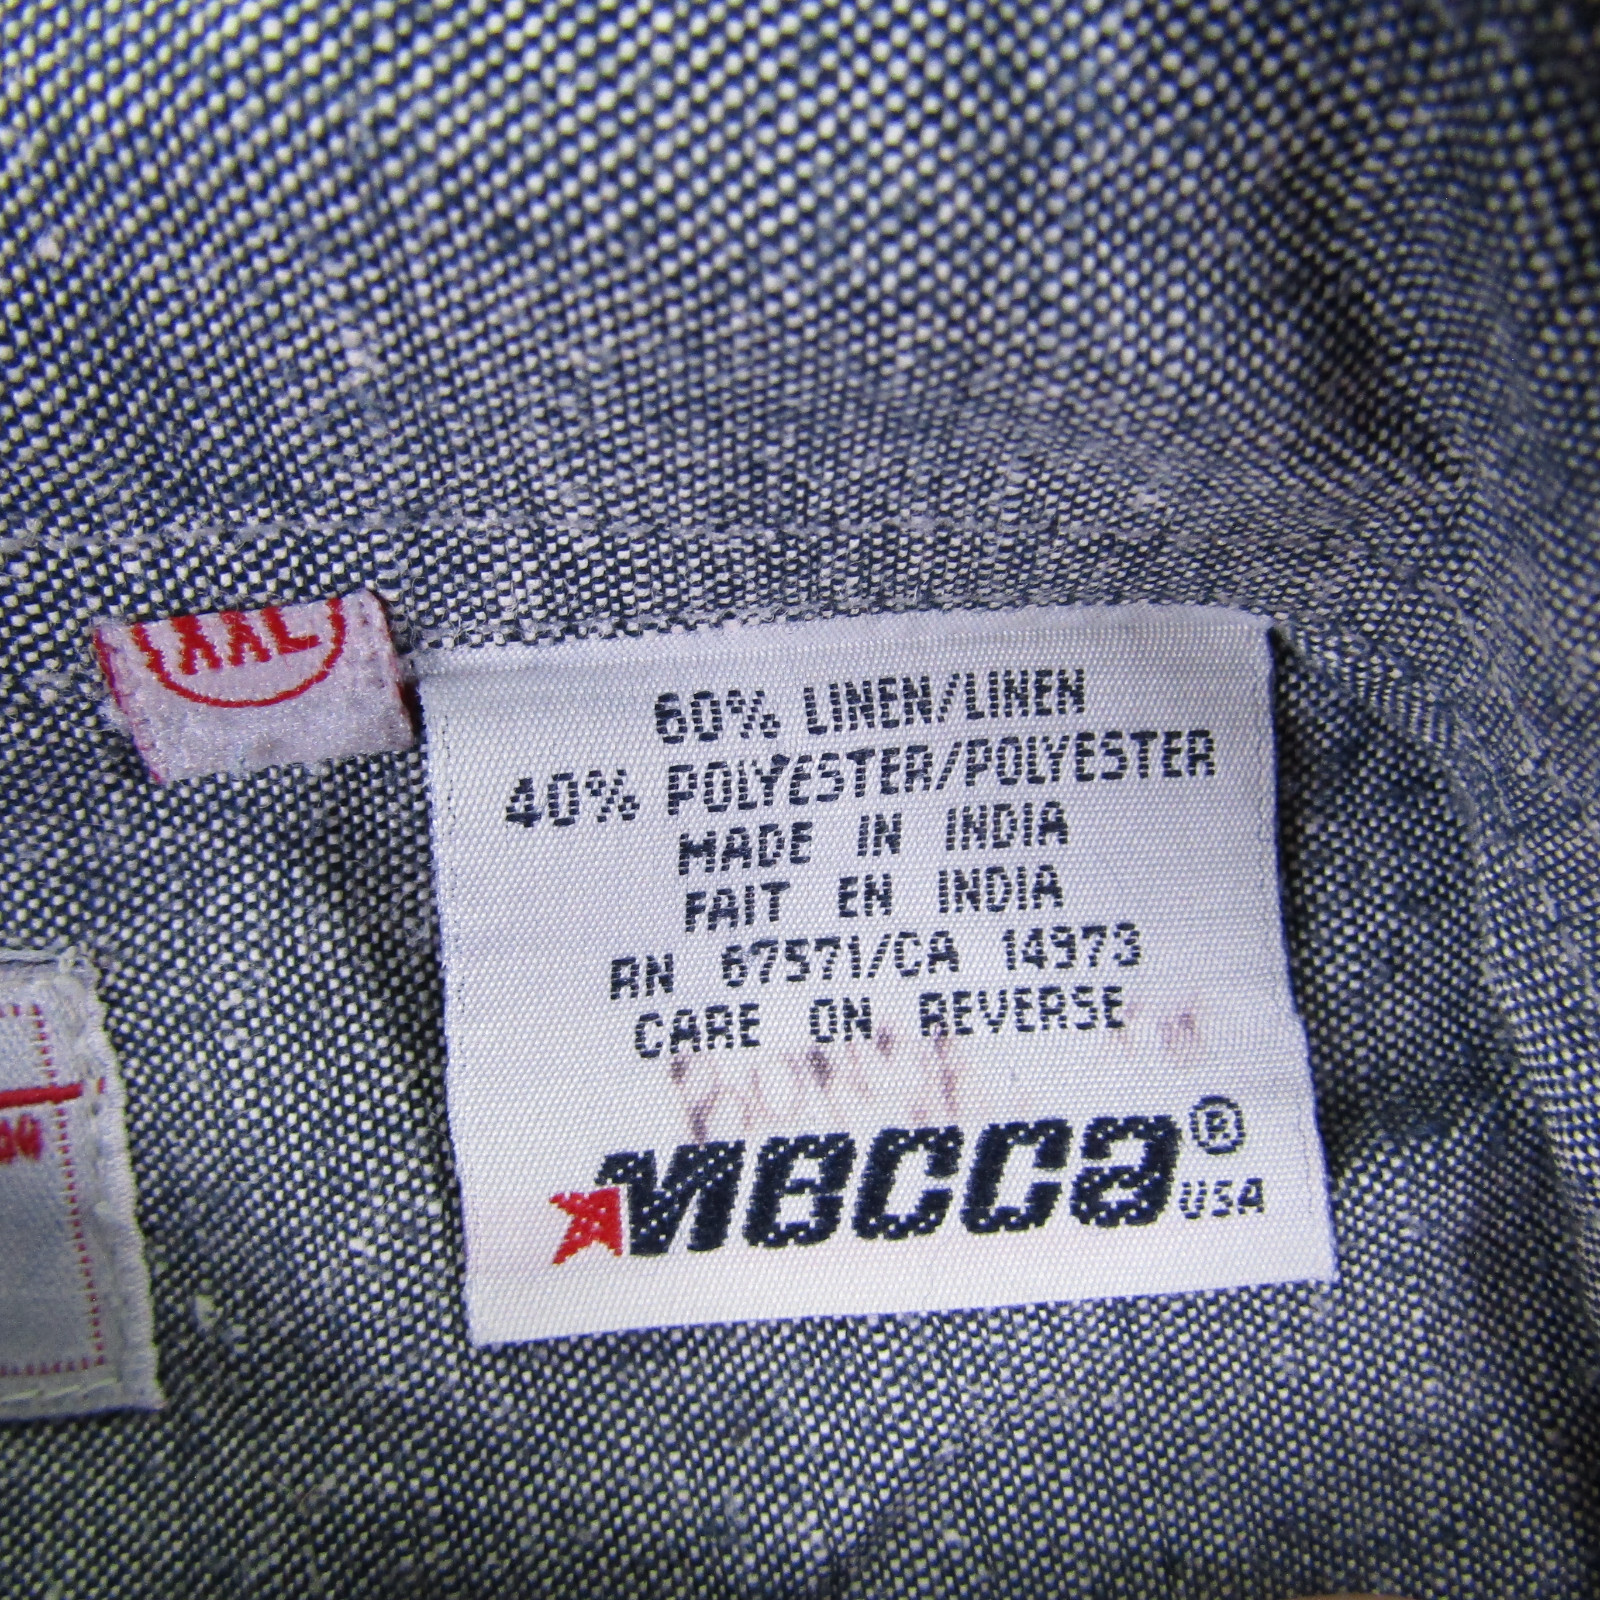 XXL
60% LINEN/LINEN
40% POLYESTER/POLYESTER
MADE IN INDIA
FAIT EN INDIA
RN 67571/CA 14973
CARE ON REVERSE
MECCA®
USA